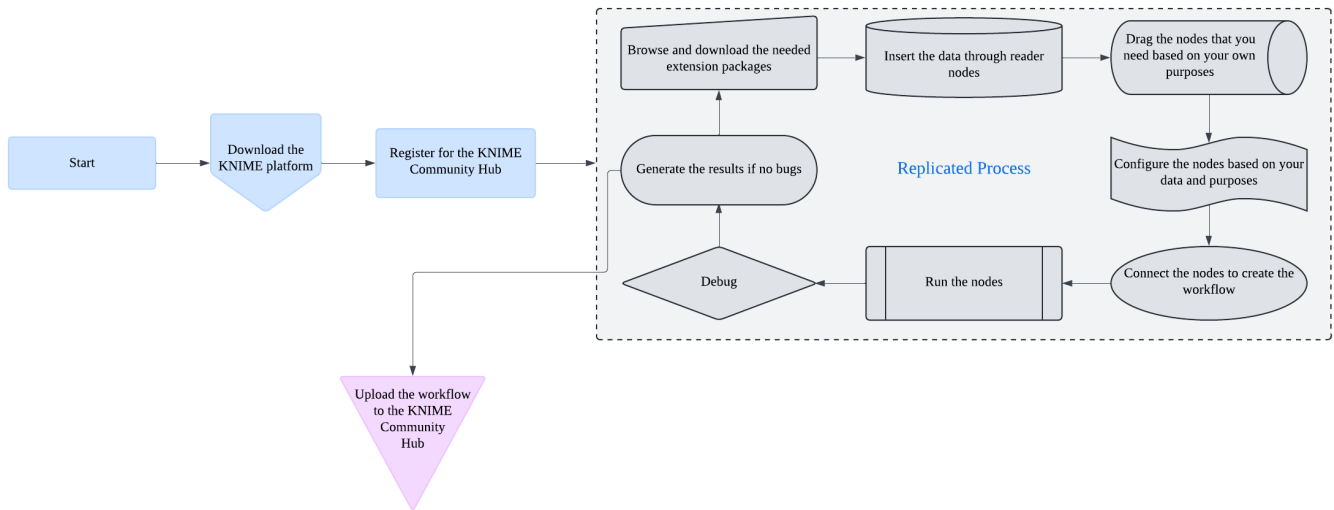 Start
Download the
KNIME platform
Register for the KNIME
Community Hub
Browse and download the needed
extension packages
Insert the data through reader
nodes
Drag the nodes that you
need based on your own
purposes
Configure the nodes based on your
data and purposes
Connect the nodes to create the
workflow
Run the nodes
Debug
Generate the results if no bugs
Replicated Process
Upload the workflow
to the KNIME
Community
Hub